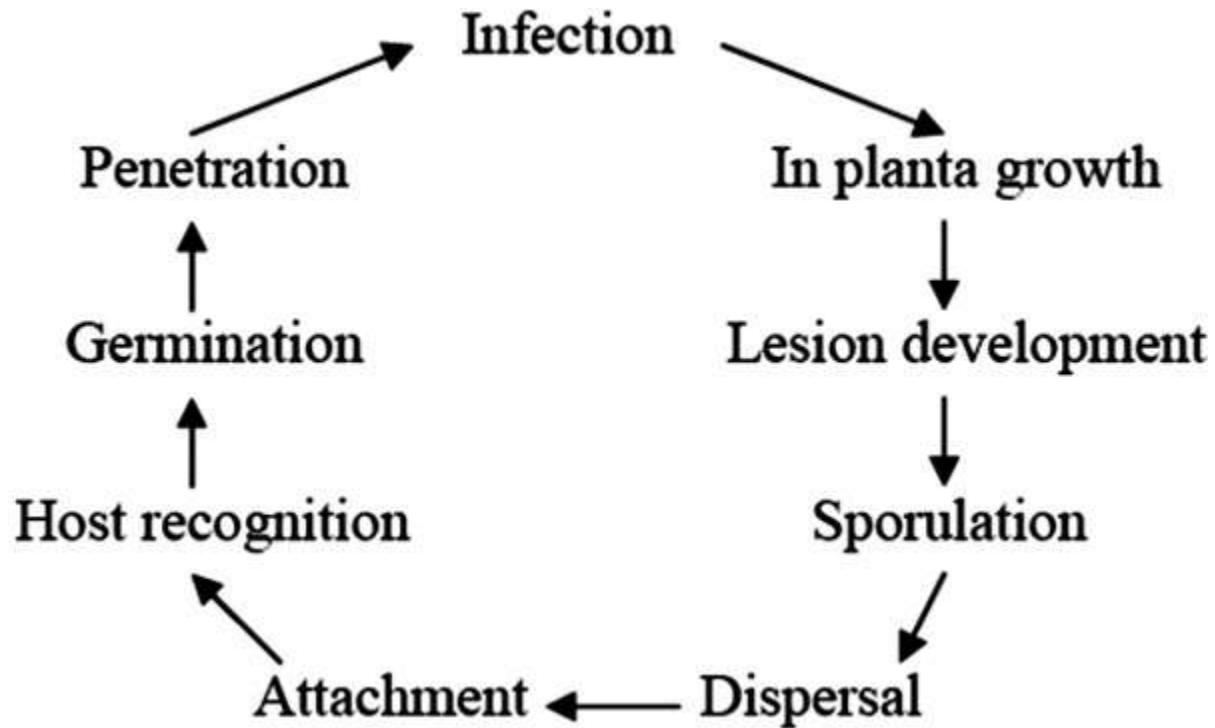 Infection
In planta growth
Lesion development
Sporulation
Dispersal
Attachment
Host recognition
Germination
Penetration